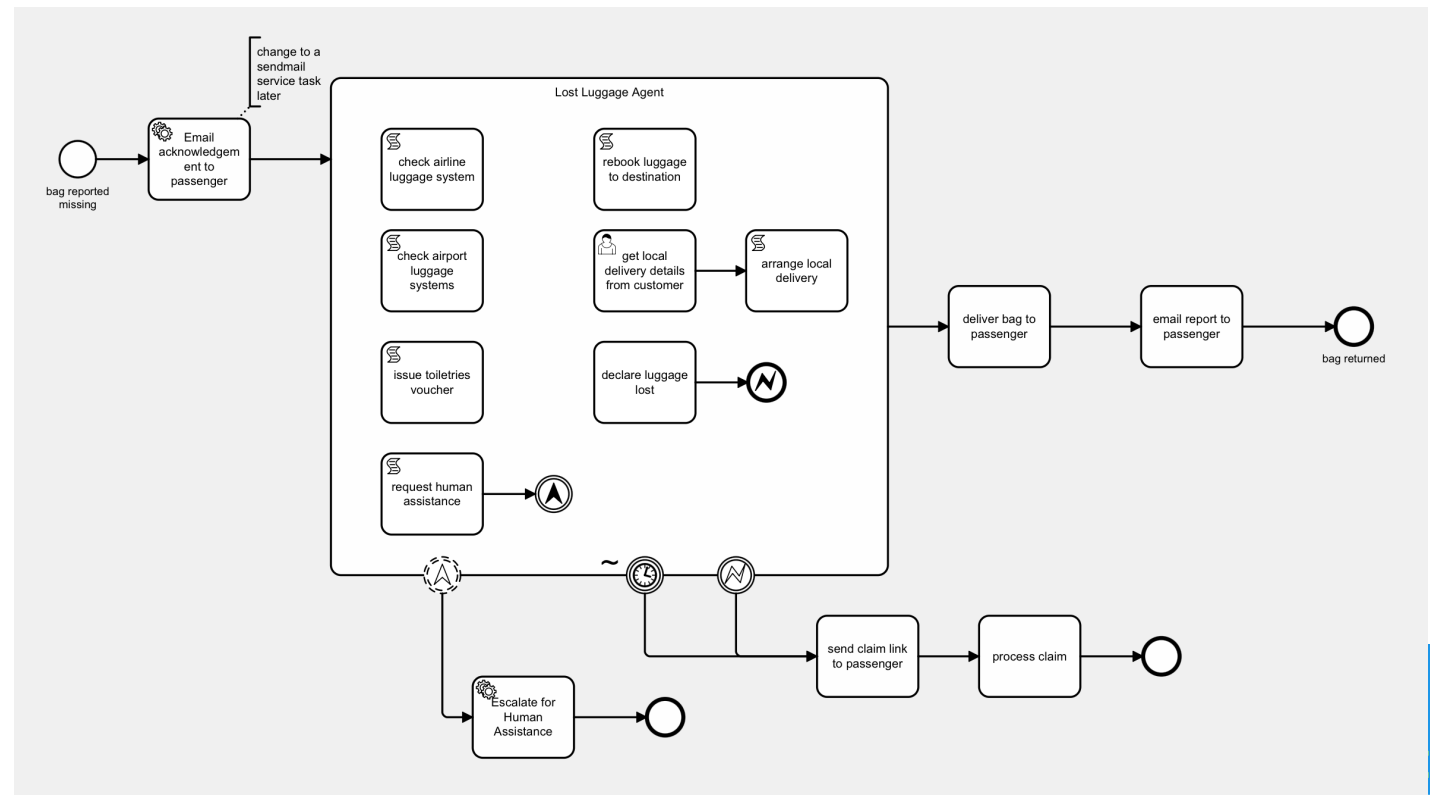 change to a
sendmail
service task
later
Email
acknowledgem
ent to
passenger
bag reported
missing
Lost Luggage Agent
check airline
luggage system
rebook luggage
to destination
check airport
luggage
systems
get local
delivery details
from customer
arrange local
delivery
issue toiletries
voucher
declare luggage
lost
request human
assistance
deliver bag to
passenger
email report to
passenger
bag returned
send claim link
to passenger
process claim
Escalate for
Human
Assistance